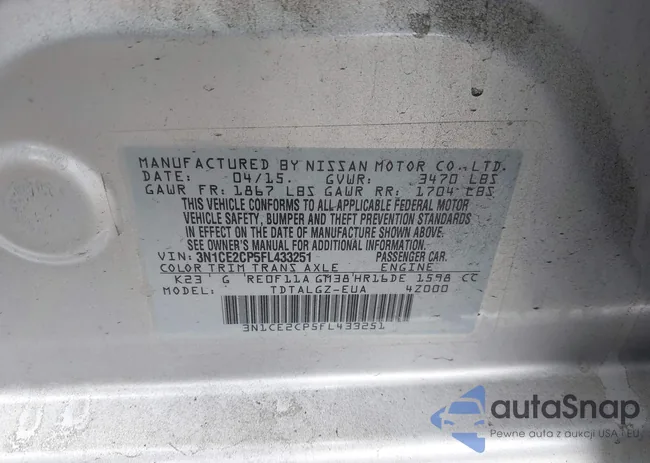 MANUFACTURED BY NISSAN MOTOR CO., LTD.
DATE: 04/15. GVWR: 3470 LBS
GAWR FR: 1867 LBS GAWR RR: 1704 LBS
THIS VEHICLE CONFORMS TO ALL APPLICABLE FEDERAL MOTOR
VEHICLE SAFETY, BUMPER AND THEFT PREVENTION STANDARDS
IN EFFECT ON THE DATE OF MANUFACTURE SHOWN ABOVE.
SEE OWNER'S MANUAL FOR ADDITIONAL INFORMATION.
VIN: 3N1CE2CP5FL433251 PASSENGER CAR.
COLOR TRIM TRANS AXLE ENGINE
K23 G RE0F11A GM38 HR16DE 1598 CC
MODEL: TDTALGZ-EUA 4Z000
3N1CE2CP5FL433251
autaSnap
Pewne auta z aukcji USA i EU